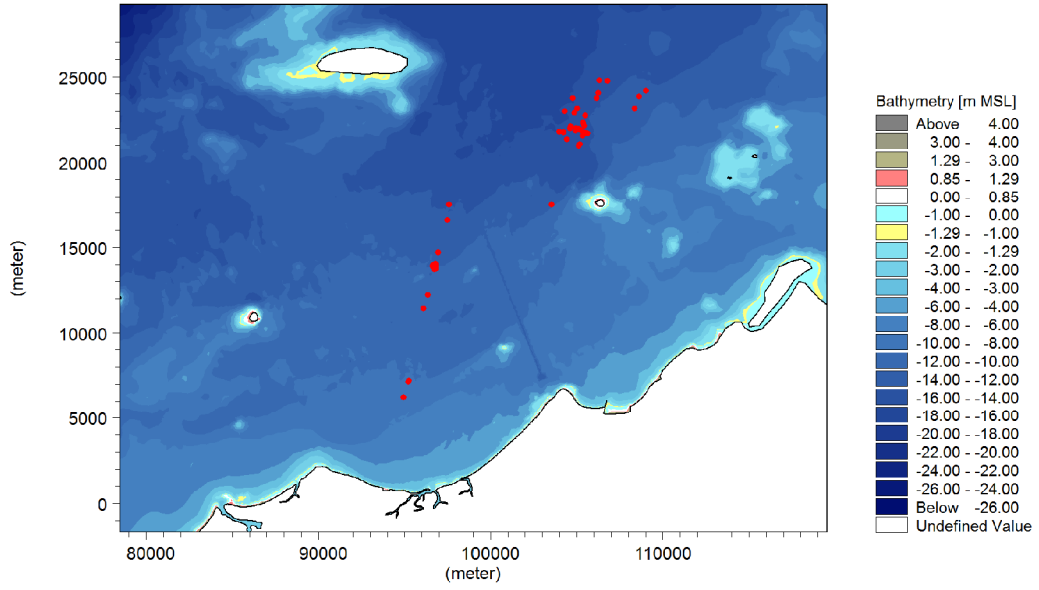 25000
20000
15000
10000
5000
0
(meter)
80000 90000 100000 110000
(meter)
Bathymetry [m MSL]
Above 4.00
3.00 - 4.00
1.29 - 3.00
0.85 - 1.29
0.00 - 0.85
-1.00 - 0.00
-1.29 - -1.00
-2.00 - -1.29
-3.00 - -2.00
-4.00 - -3.00
-6.00 - -4.00
-8.00 - -6.00
-10.00 - -8.00
-12.00 - -10.00
-14.00 - -12.00
-16.00 - -14.00
-18.00 - -16.00
-20.00 - -18.00
-22.00 - -20.00
-24.00 - -22.00
-26.00 - -24.00
Below -26.00
Undefined Value